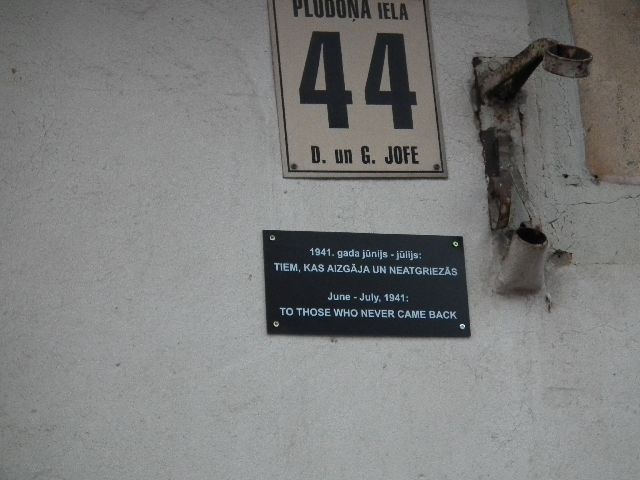 PLŪDOŅA IELA
44
D. un G. JOFE
1941. gada jūnijs - jūlijs:
TIEM, KAS AIZGĀJA UN NEATGRIEZĀS
June - July, 1941:
TO THOSE WHO NEVER CAME BACK